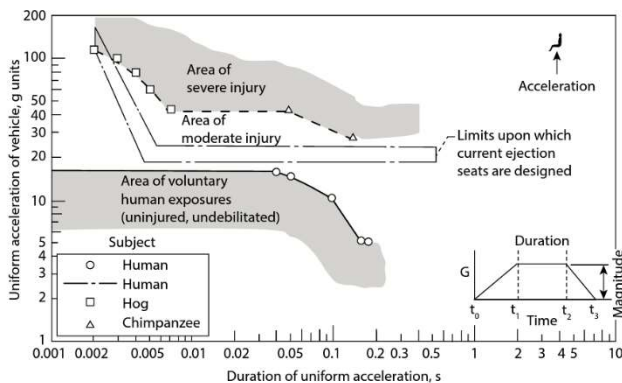 Uniform acceleration of vehicle, g units
200
100
50
40
30
20
10
5
4
3
2
1
Area of
severe injury
Area of
moderate injury
Area of voluntary
human exposures
(uninjured, undebilitated)
Acceleration
Limits upon which
current ejection
seats are designed
Subject
Human
Human
Hog
Chimpanzee
Duration
G
Magnitude
t0
t1
t2
t3
Time
0.001
0.002
0.005
0.01
0.02
0.05
0.1
0.2
0.3
0.5
1
2
3
4
5
10
Duration of uniform acceleration, s